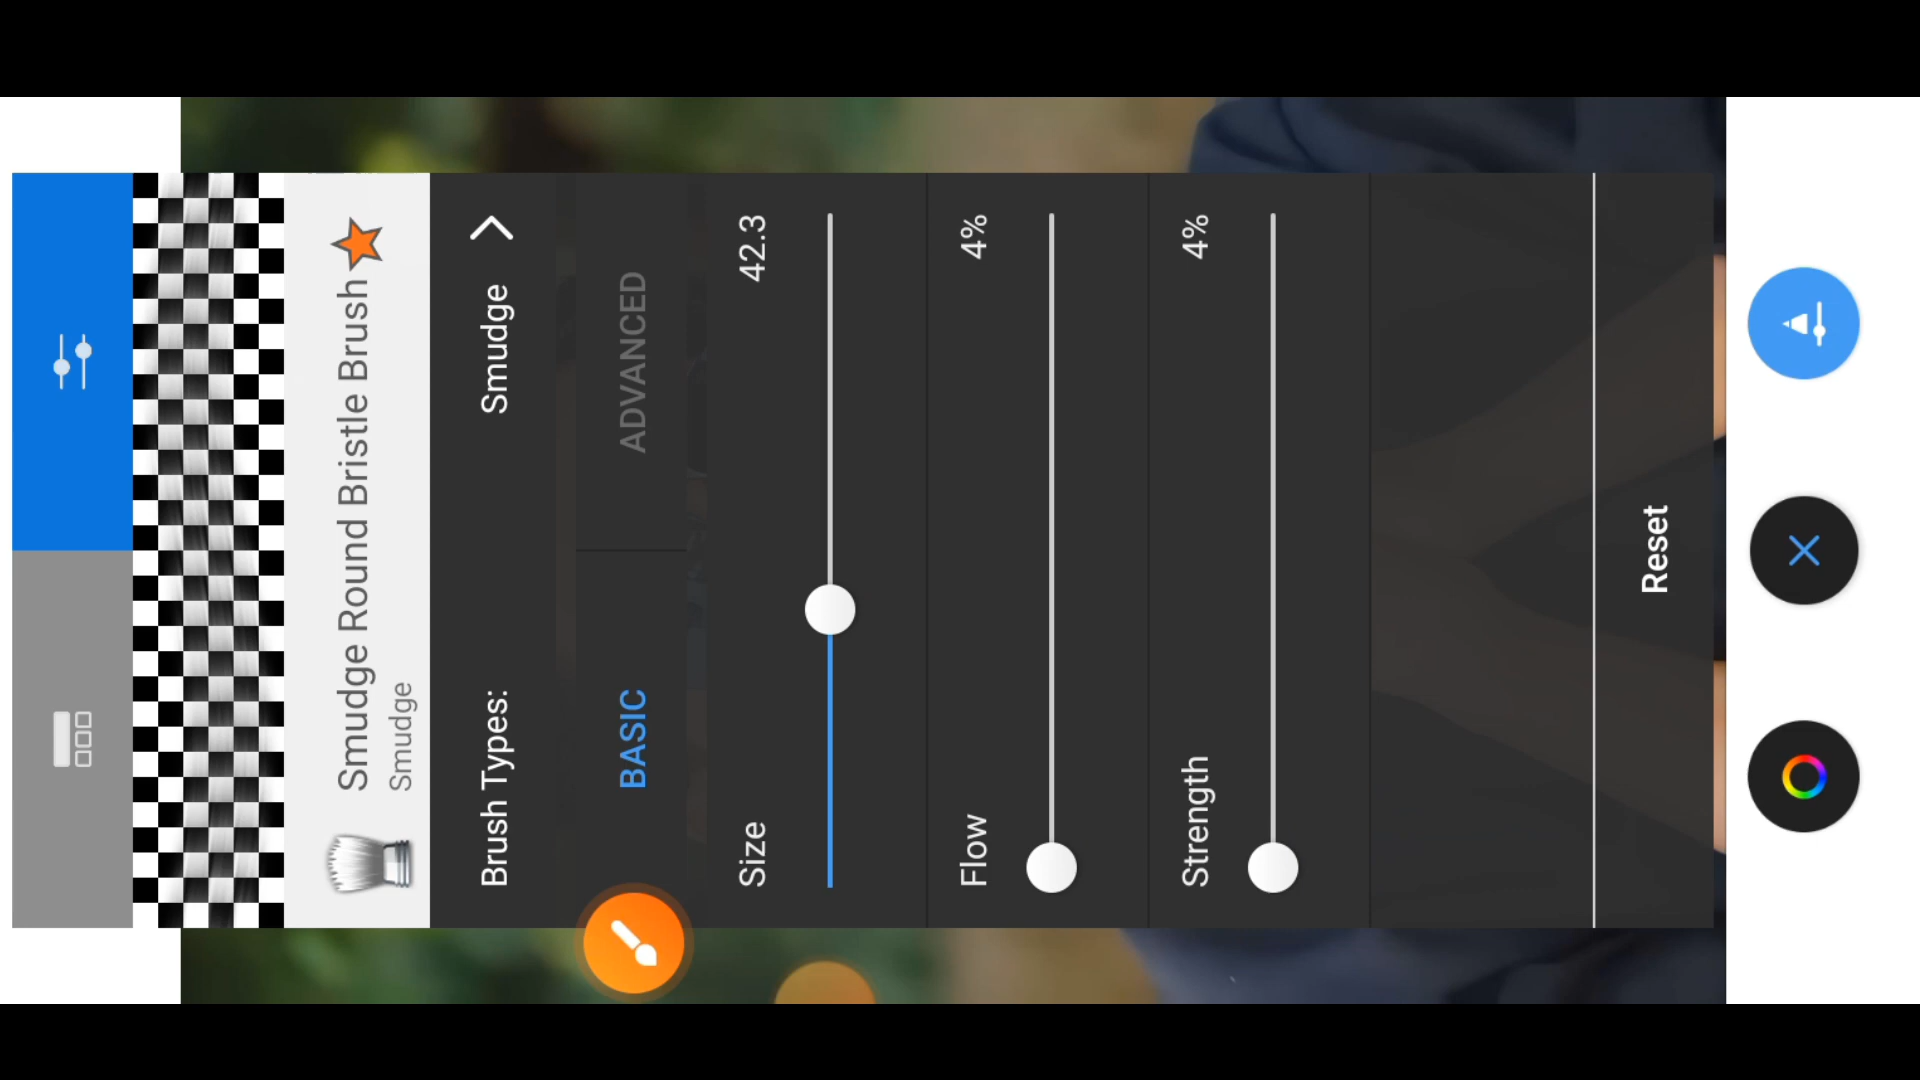 Smudge Round Bristle Brush
Smudge
Brush Types: Smudge
BASIC ADVANCED
Size 42.3
Flow 4%
Strength 4%
Reset